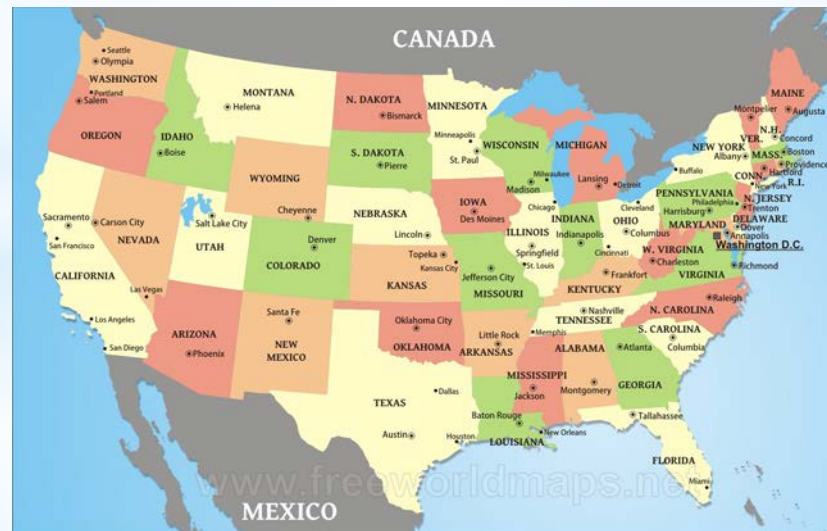 CANADA
Seattle
Olympia
WASHINGTON
Portland
Salem
OREGON
IDAHO
Boise
MONTANA
Helena
N. DAKOTA
Bismarck
S. DAKOTA
Pierre
MINNESOTA
Minneapolis
St. Paul
WISCONSIN
Madison
Milwaukee
MICHIGAN
Lansing
Detroit
MAINE
Augusta
Montpelier
VER.
N.H.
Concord
NEW YORK
Albany
Buffalo
MASS.
Boston
Providence
Hartford
CONN.
R.I.
New York
WYOMING
Cheyenne
NEBRASKA
Lincoln
IOWA
Des Moines
Chicago
ILLINOIS
Springfield
St. Louis
INDIANA
Indianapolis
OHIO
Columbus
Cleveland
Cincinnati
PENNSYLVANIA
Philadelphia
Harrisburg
N. JERSEY
Trenton
MARYLAND
DELAWARE
Dover
Annapolis
Washington D.C.
W. VIRGINIA
Charleston
VIRGINIA
Richmond
Sacramento
San Francisco
CALIFORNIA
Los Angeles
San Diego
Carson City
NEVADA
Las Vegas
Salt Lake City
UTAH
Denver
COLORADO
Topeka
Kansas City
KANSAS
Jefferson City
MISSOURI
KENTUCKY
Frankfort
ARIZONA
Phoenix
Santa Fe
NEW
MEXICO
Oklahoma City
OKLAHOMA
Little Rock
ARKANSAS
Nashville
TENNESSEE
Memphis
N. CAROLINA
Raleigh
S. CAROLINA
Columbia
MISSISSIPPI
Jackson
ALABAMA
Montgomery
Atlanta
GEORGIA
TEXAS
Dallas
Austin
Houston
Baton Rouge
New Orleans
LOUISIANA
Tallahassee
FLORIDA
Miami
www.freeworldmaps.net
MEXICO